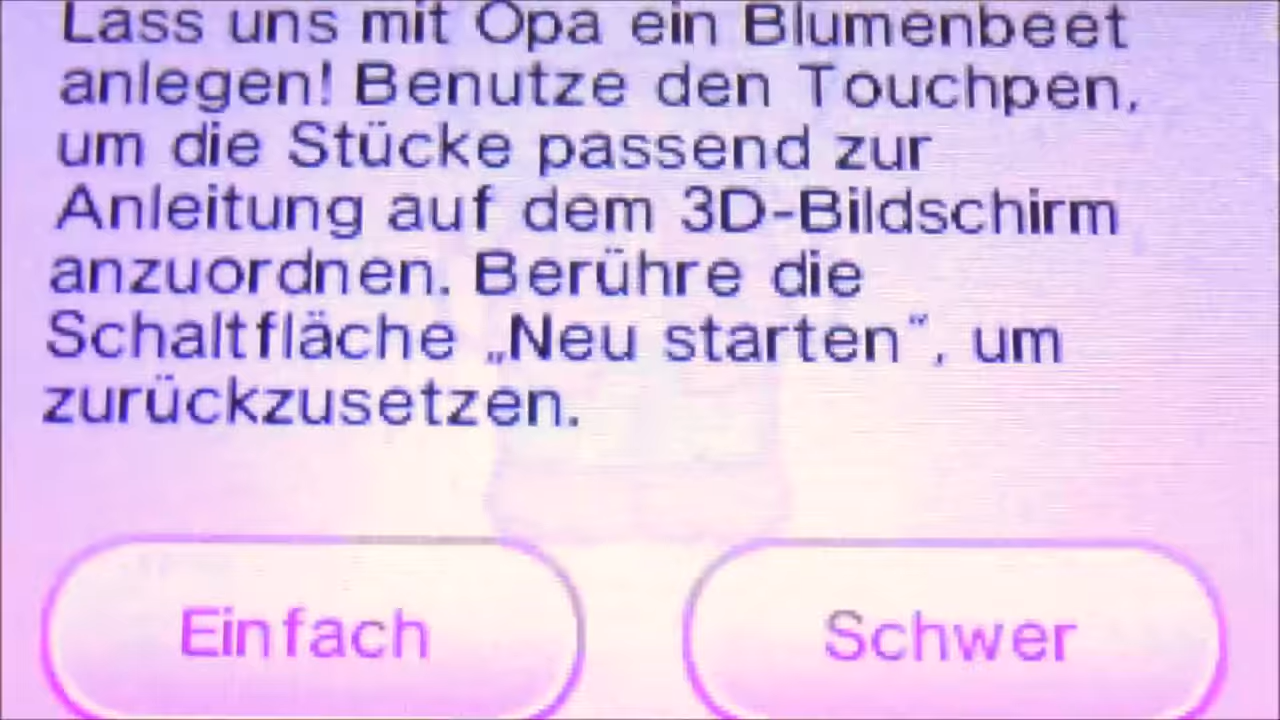 Lass uns mit Opa ein Blumenbeet
anlegen! Benutze den Touchpen,
um die Stücke passend zur
Anleitung auf dem 3D-Bildschirm
anzuordnen. Berühre die
Schaltfläche „Neu starten“, um
zurückzusetzen.
Einfach
Schwer